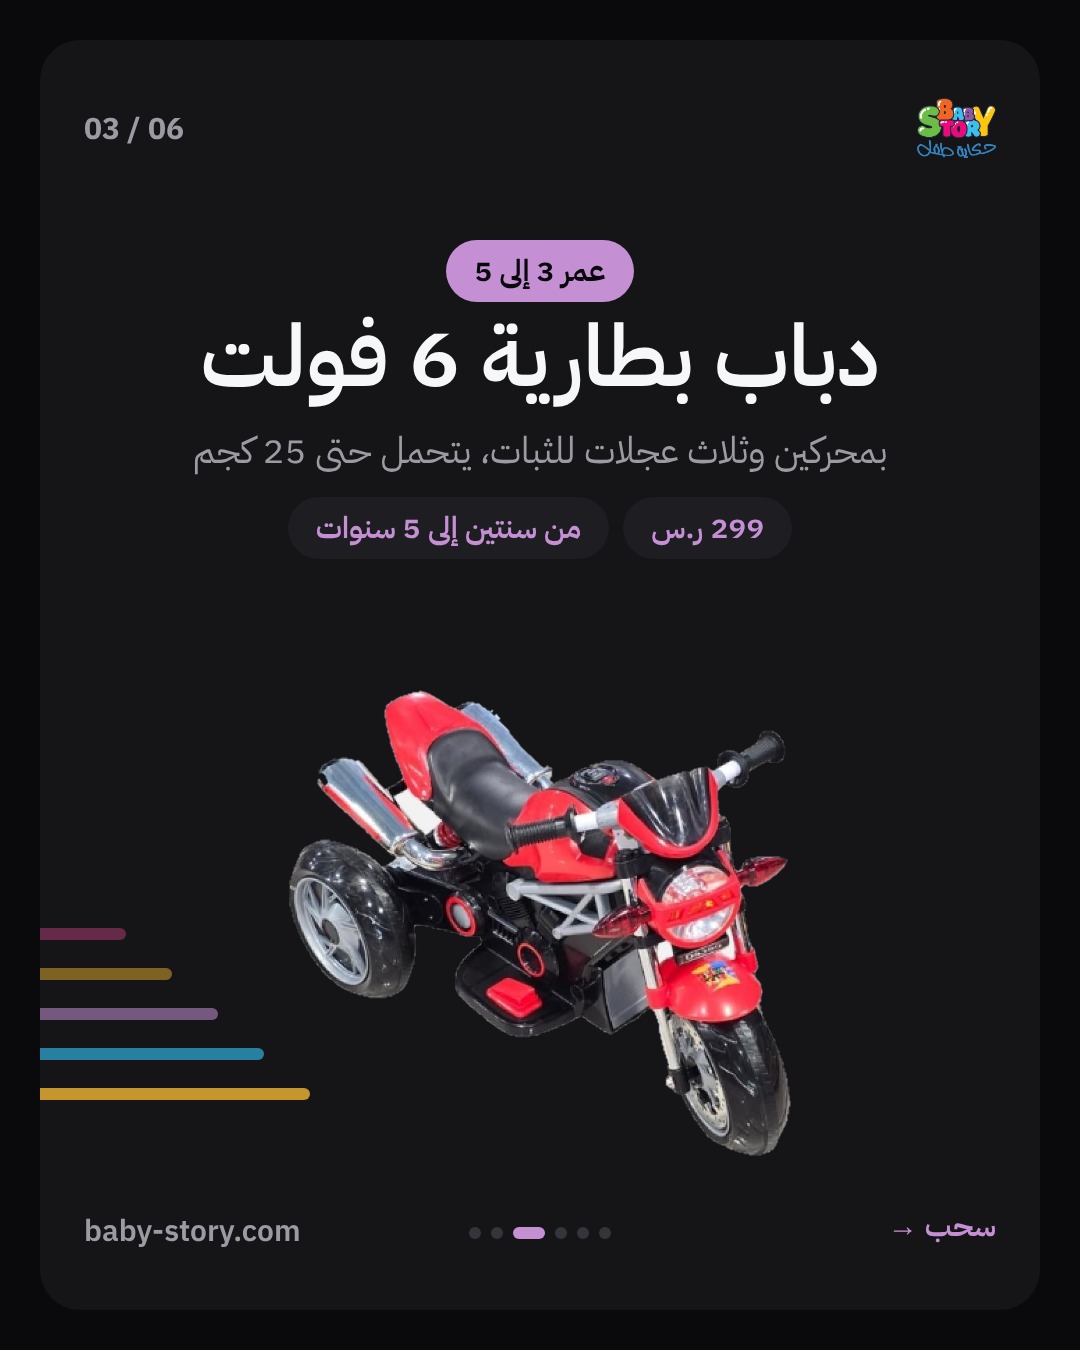 03 / 06
BABY STORY
حكاية طفل
عمر 3 إلى 5
دباب بطارية 6 فولت
بمحركين وثلاث عجلات للثبات، يتحمل حتى 25 كجم
299 ر.س
من سنتين إلى 5 سنوات
baby-story.com
سحب →